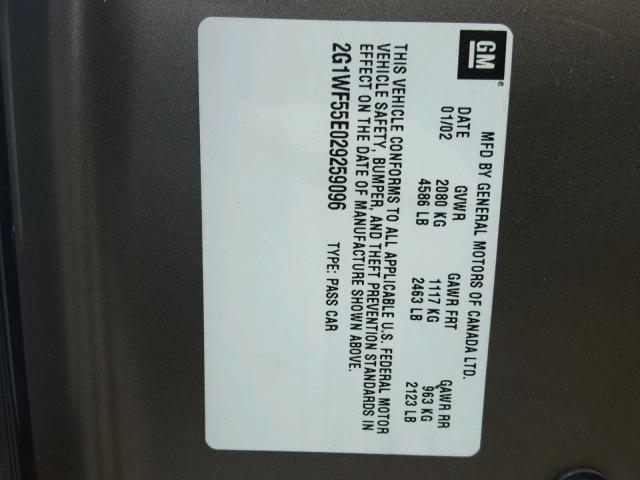 GM®
MFD BY GENERAL MOTORS OF CANADA LTD.
DATE GVWR GAWR FRT GAWR RR
01/02 2080 KG 1117 KG 963 KG
4586 LB 2463 LB 2123 LB
THIS VEHICLE CONFORMS TO ALL APPLICABLE U.S. FEDERAL MOTOR
VEHICLE SAFETY, BUMPER, AND THEFT PREVENTION STANDARDS IN
EFFECT ON THE DATE OF MANUFACTURE SHOWN ABOVE.
2G1WF55E029259096 TYPE: PASS CAR